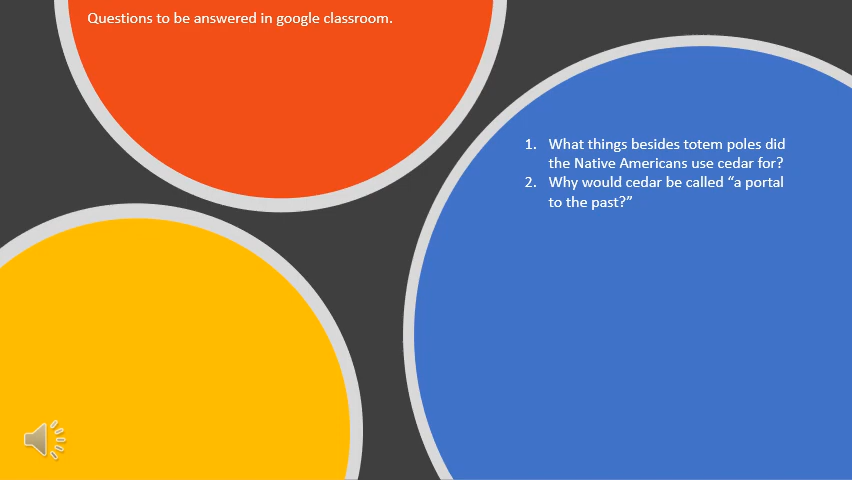 Questions to be answered in google classroom.
1. What things besides totem poles did
the Native Americans use cedar for?
2. Why would cedar be called “a portal
to the past?”